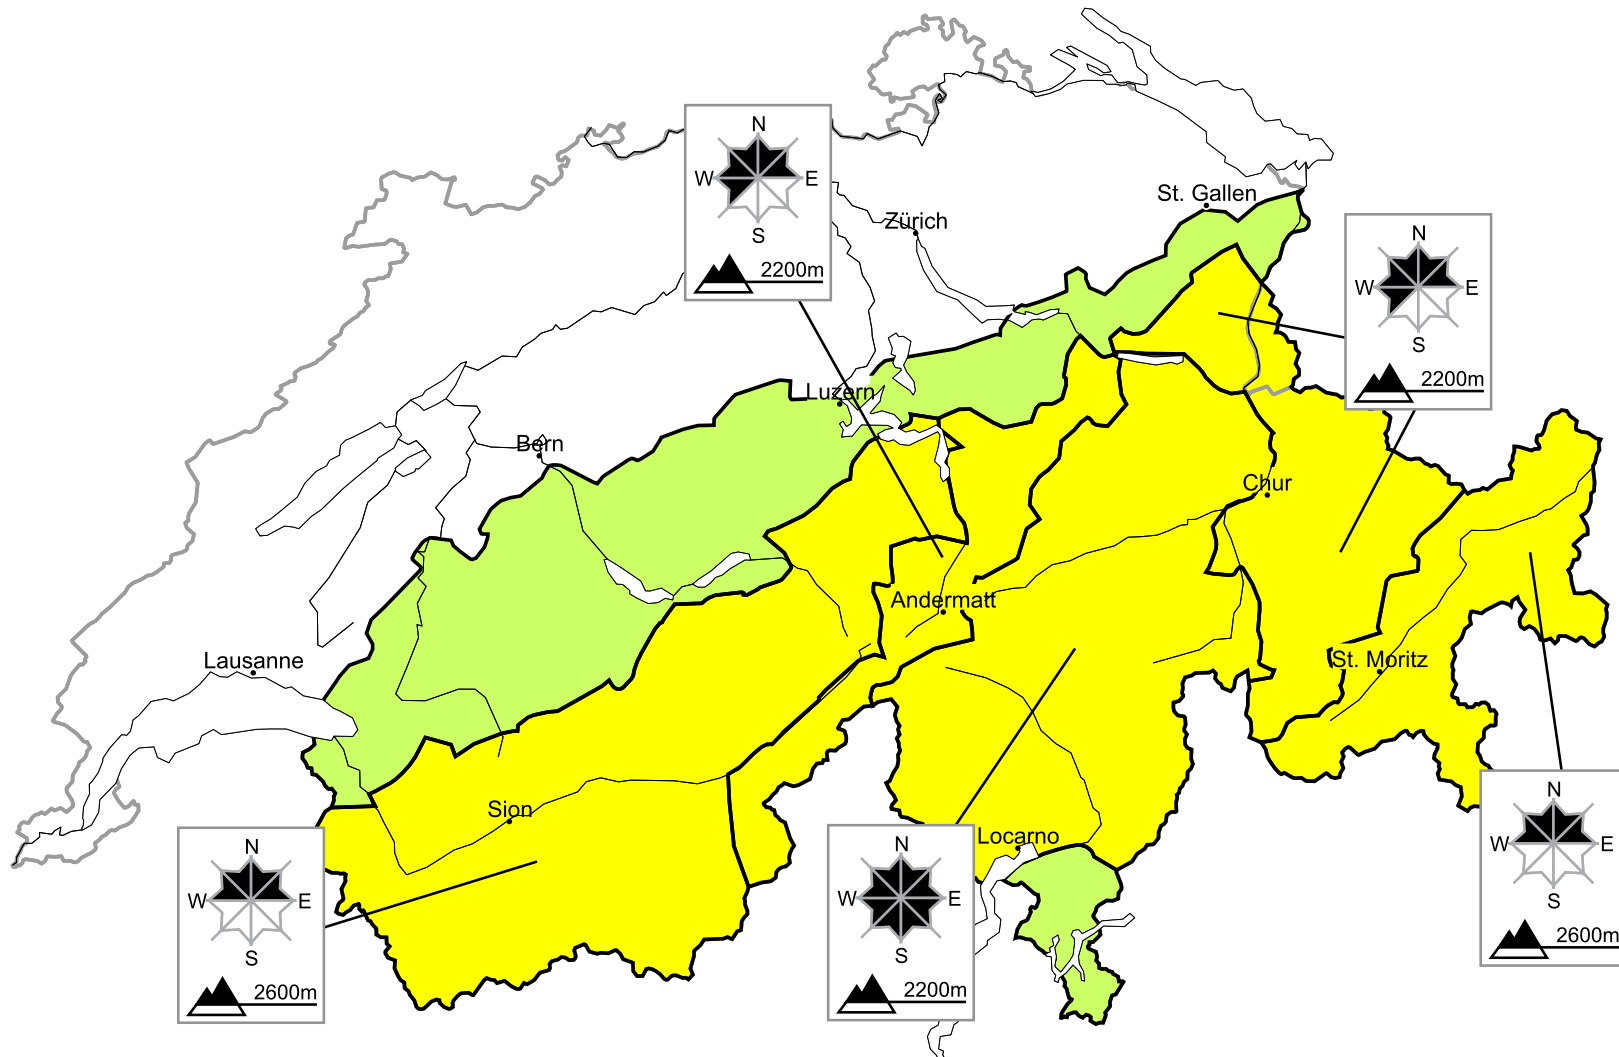 N
W E
S
2200m
St. Gallen
Zürich
N
W E
S
2200m
Luzern
Bern
Chur
Andermatt
Lausanne
St. Moritz
Sion
Locarno
N
W E
S
2600m
N
W E
S
2200m
N
W E
S
2600m